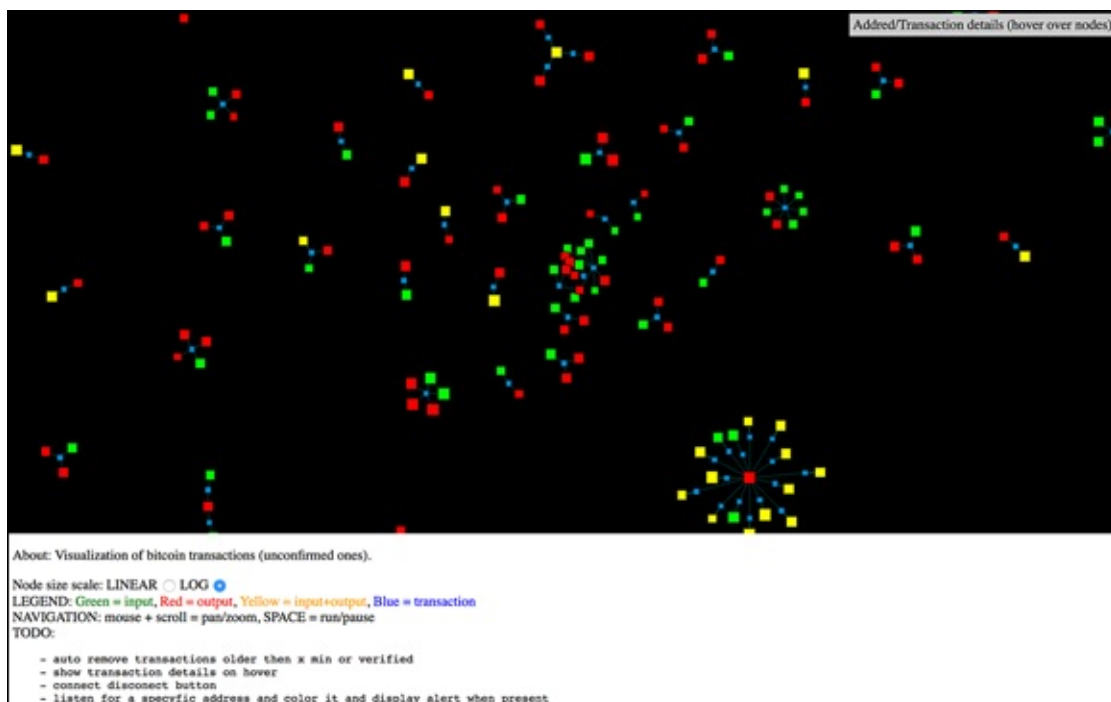 Addred/Transaction details (hover over nodes)
About: Visualization of bitcoin transactions (unconfirmed ones).
Node size scale: LINEAR LOG
LEGEND: Green = input, Red = output, Yellow = input+output, Blue = transaction
NAVIGATION: mouse + scroll = pan/zoom, SPACE = run/pause
TODO:
- auto remove transactions older then x min or verified
- show transaction details on hover
- connect disconect button
- listen for a specyfic address and color it and display alert when present